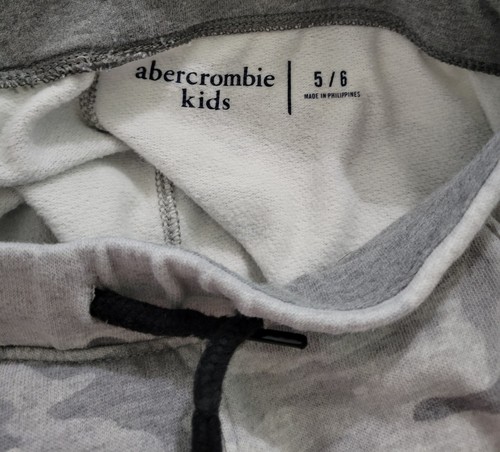 abercrombie
kids
5 / 6
MADE IN PHILIPPINES